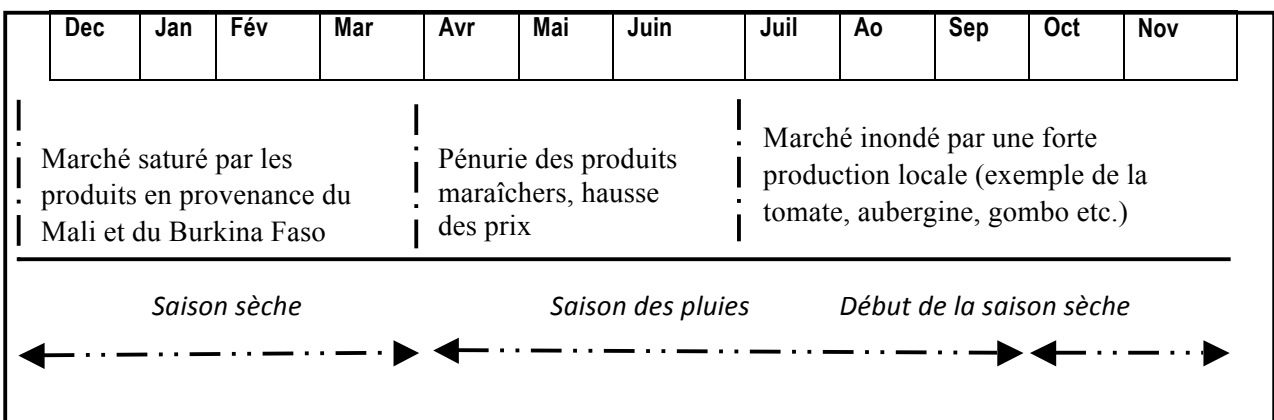 Dec Jan Fév Mar Avr Mai Juin Juil Ao Sep Oct Nov
Marché saturé par les
produits en provenance du
Mali et du Burkina Faso
Pénurie des produits
maraîchers, hausse
des prix
Marché inondé par une forte
production locale (exemple de la
tomate, aubergine, gombo etc.)
Saison sèche
Saison des pluies
Début de la saison sèche